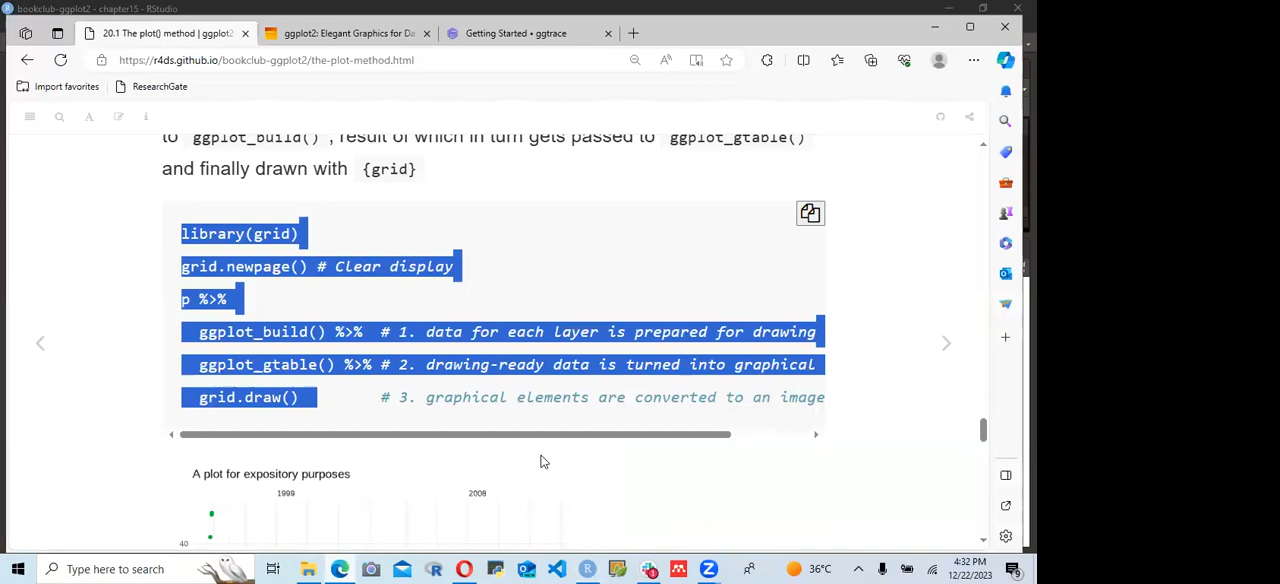 bookclub-ggplot2 - chapter15 - RStudio
20.1 The plot() method | ggplot2
ggplot2: Elegant Graphics for Da
Getting Started • ggtrace
https://r4ds.github.io/bookclub-ggplot2/the-plot-method.html
Import favorites
ResearchGate
to ggplot_build() , result of which in turn gets passed to ggplot_gtable()
and finally drawn with {grid}
library(grid)
grid.newpage() # Clear display
p %>%
ggplot_build() %>% # 1. data for each layer is prepared for drawing
ggplot_gtable() %>% # 2. drawing-ready data is turned into graphical
grid.draw() # 3. graphical elements are converted to an image
A plot for expository purposes
1999
2008
40
Type here to search
36°C
4:32 PM
12/22/2023